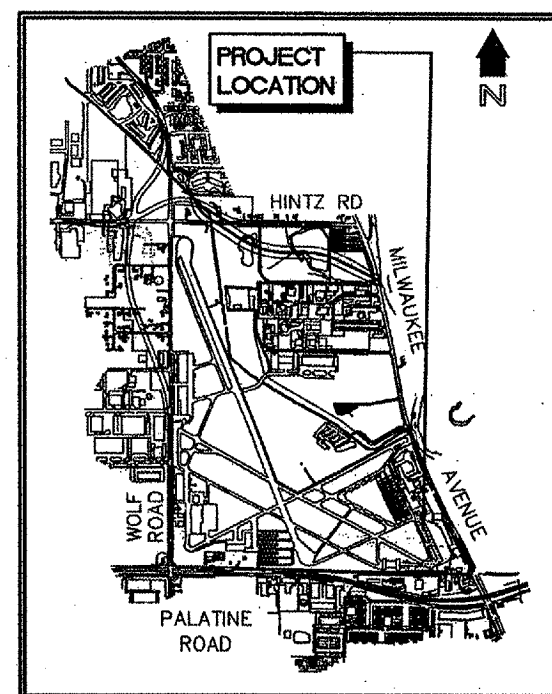 PROJECT
LOCATION
N
HINTZ RD
MILWAUKEE
AVENUE
WOLF
ROAD
PALATINE
ROAD